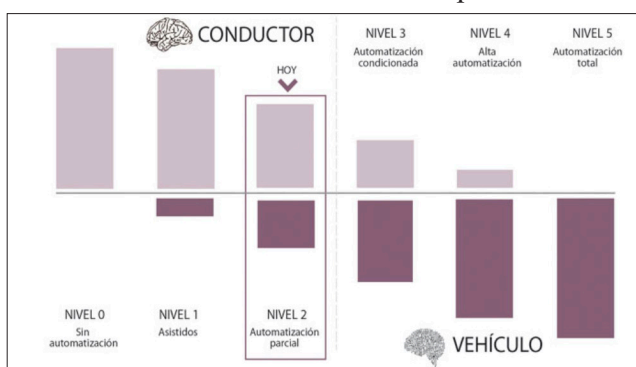 CONDUCTOR
HOY
NIVEL 3
Automatización
condicionada
NIVEL 4
Alta
automatización
NIVEL 5
Automatización
total
NIVEL 0
Sin
automatización
NIVEL 1
Asistidos
NIVEL 2
Automatización
parcial
VEHÍCULO